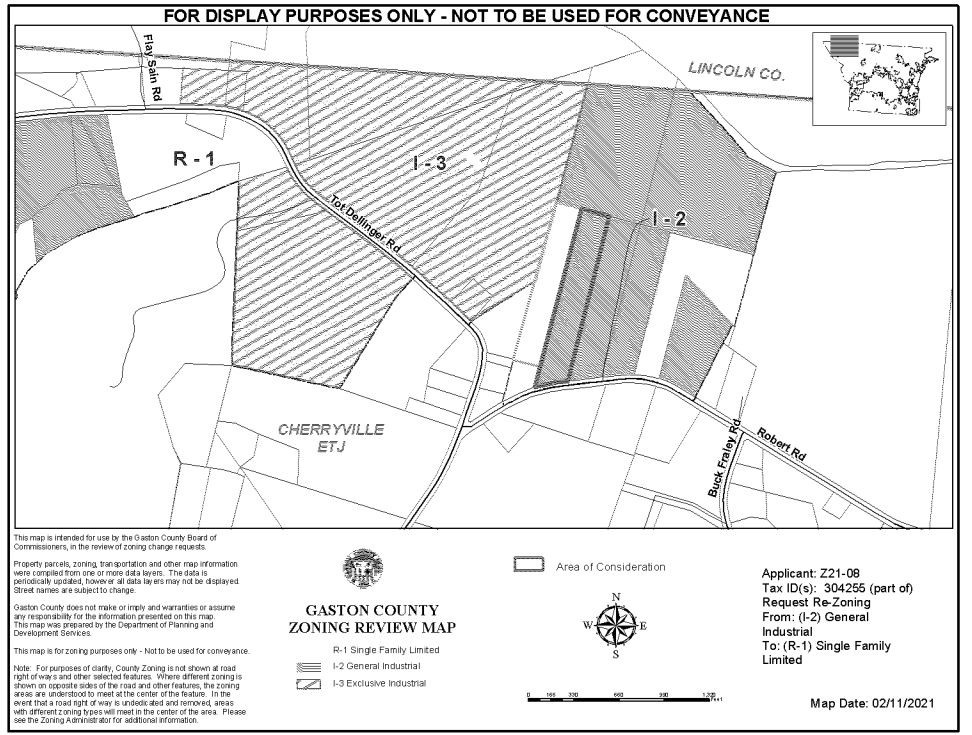 FOR DISPLAY PURPOSES ONLY - NOT TO BE USED FOR CONVEYANCE
Flay Sain Rd
LINCOLN CO.
R - 1
I - 3
Tot Dellinger Rd
I - 2
CHERRYVILLE
ETJ
Buck Fraley Rd
Robert Rd
This map is intended for use by the Gaston County Board of
Commissioners, in the review of zoning change requests.
Property parcels, zoning, transportation and other map information
were compiled from one or more data layers. The data is
periodically updated, however all data layers may not be displayed.
Street names are subject to change.
Gaston County does not make or imply and warranties or assume
any responsibility for the information presented on this map.
This map was prepared by the Department of Planning and
Development Services.
This map is for zoning purposes only - Not to be used for conveyance.
Note: For purposes of clarity, County Zoning is not shown at road
right of ways and other selected features. Where different zoning is
shown on opposite sides of the road and other features, the zoning
areas are understood to meet at the center of the feature. In the
event that a road right of way is undedicated and removed, areas
with different zoning types will meet in the center of the area. Please
see the Zoning Administrator for additional information.
GASTON COUNTY
ZONING REVIEW MAP
R-1 Single Family Limited
I-2 General Industrial
I-3 Exclusive Industrial
Area of Consideration
N
W E
S
0 165 330 660 990 1,320
Feet
Applicant: Z21-08
Tax ID(s): 304255 (part of)
Request Re-Zoning
From: (I-2) General
Industrial
To: (R-1) Single Family
Limited
Map Date: 02/11/2021